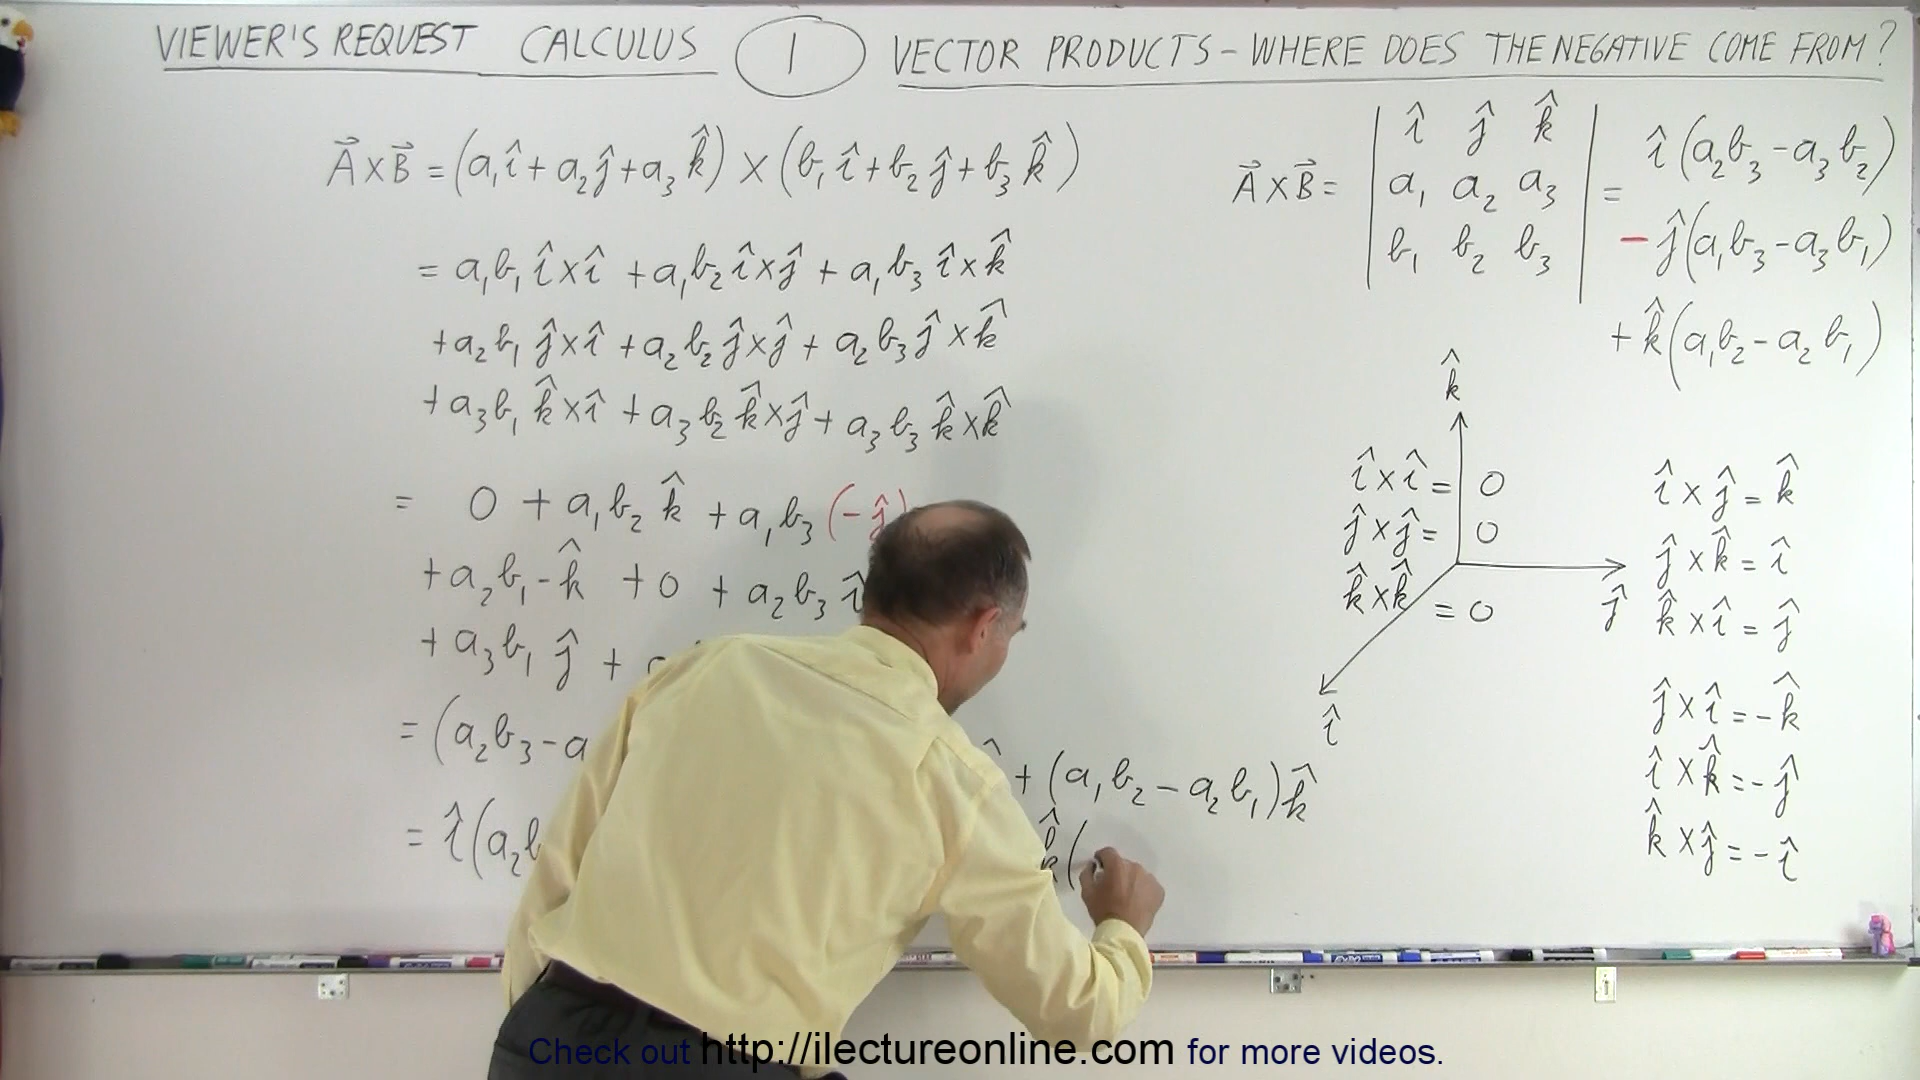 VIEWER'S REQUEST CALCULUS 1 VECTOR PRODUCTS – WHERE DOES THE NEGATIVE COME FROM?
A⃗×B⃗ = (a₁î + a₂ĵ + a₃k̂) × (b₁î + b₂ĵ + b₃k̂)
= a₁b₁ î×î + a₁b₂ î×ĵ + a₁b₃ î×k̂
+ a₂b₁ ĵ×î + a₂b₂ ĵ×ĵ + a₂b₃ ĵ×k̂
+ a₃b₁ k̂×î + a₃b₂ k̂×ĵ + a₃b₃ k̂×k̂
= 0 + a₁b₂ k̂ + a₁b₃ (-ĵ)
+ a₂b₁ -k̂ + 0 + a₂b₃ î
+ a₃b₁ ĵ +
= (a₂b₃ - a
+ (a₁b₂ - a₂b₁)k̂
= î(a₂b
k̂(
î ĵ k̂
A⃗×B⃗ = | a₁ a₂ a₃ | =
b₁ b₂ b₃
î(a₂b₃ - a₃b₂)
- ĵ(a₁b₃ - a₃b₁)
+ k̂(a₁b₂ - a₂b₁)
k̂
ĵ
î
î×î = 0
ĵ×ĵ = 0
k̂×k̂ = 0
î×ĵ = k̂
ĵ×k̂ = î
k̂×î = ĵ
ĵ×î = -k̂
î×k̂ = -ĵ
k̂×ĵ = -î
Check out http://ilectureonline.com for more videos.